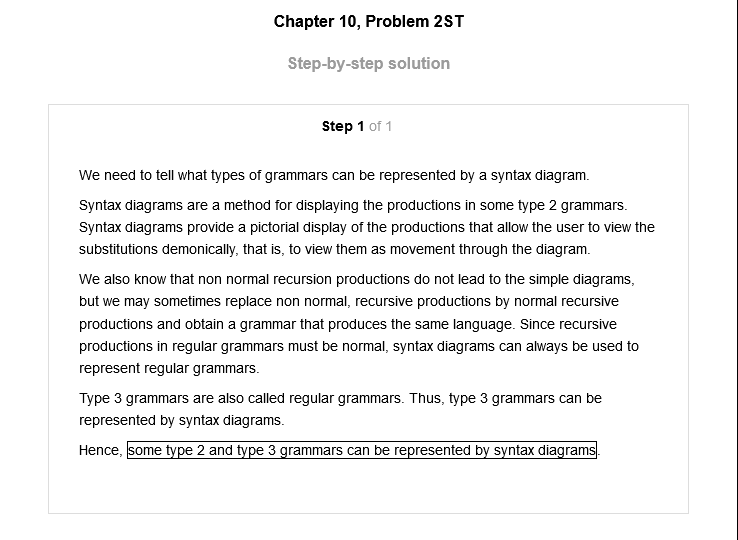 Chapter 10, Problem 2ST
Step-by-step solution
Step 1 of 1
We need to tell what types of grammars can be represented by a syntax diagram.
Syntax diagrams are a method for displaying the productions in some type 2 grammars.
Syntax diagrams provide a pictorial display of the productions that allow the user to view the
substitutions demonically, that is, to view them as movement through the diagram.
We also know that non normal recursion productions do not lead to the simple diagrams,
but we may sometimes replace non normal, recursive productions by normal recursive
productions and obtain a grammar that produces the same language. Since recursive
productions in regular grammars must be normal, syntax diagrams can always be used to
represent regular grammars.
Type 3 grammars are also called regular grammars. Thus, type 3 grammars can be
represented by syntax diagrams.
Hence, some type 2 and type 3 grammars can be represented by syntax diagrams.